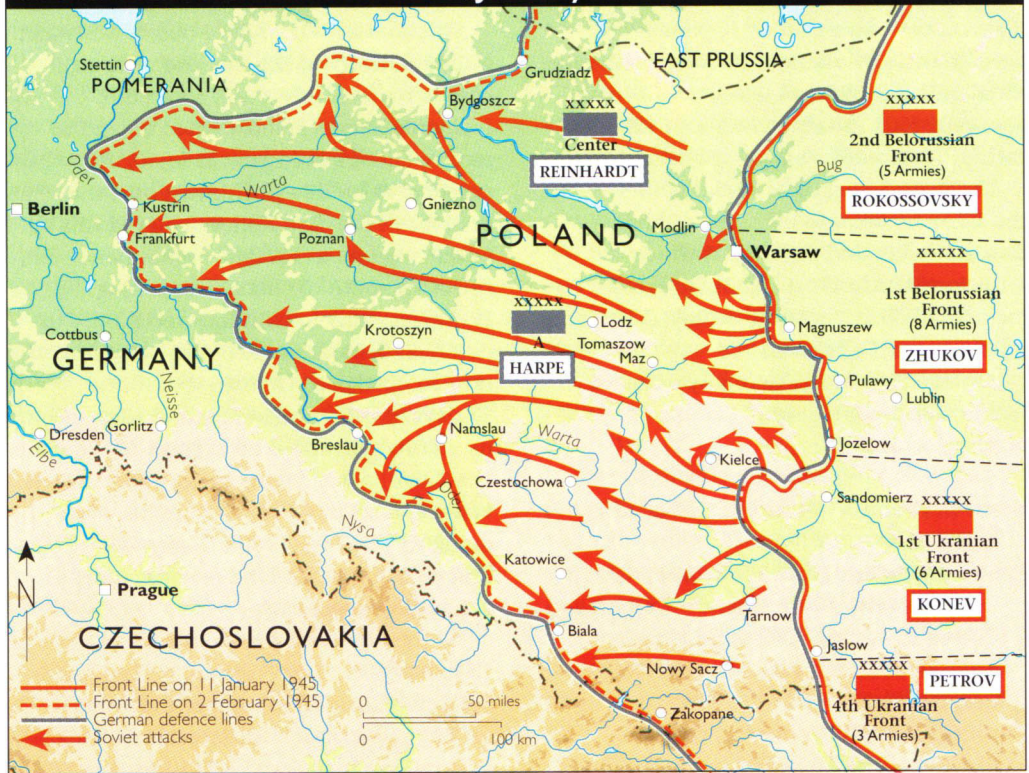 Stettin
POMERANIA
Grudziadz
EAST PRUSSIA
Bydgoszcz
XXXXX
Center
REINHARDT
XXXXX
2nd Belorussian
Front
(5 Armies)
ROKOSSOVSKY
Bug
Oder
Warta
Berlin
Kustrin
Gniezno
Frankfurt
Poznan
POLAND
Modlin
Warsaw
XXXXX
1st Belorussian
Front
(8 Armies)
ZHUKOV
XXXXX
A
HARPE
Lodz
Tomaszow
Maz
Magnuszew
Cottbus
GERMANY
Krotoszyn
Neisse
Pulawy
Lublin
Dresden
Gorlitz
Elbe
Breslau
Namslau
Warta
Jozelow
Kielce
Czestochowa
Oder
Sandomierz
XXXXX
1st Ukranian
Front
(6 Armies)
KONEV
Nysa
Katowice
N
Prague
Tarnow
CZECHOSLOVAKIA
Biala
Jaslow
Nowy Sacz
XXXXX
PETROV
4th Ukranian
Front
(3 Armies)
Zakopane
Front Line on 11 January 1945
Front Line on 2 February 1945
German defence lines
Soviet attacks
0 50 miles
0 100 km